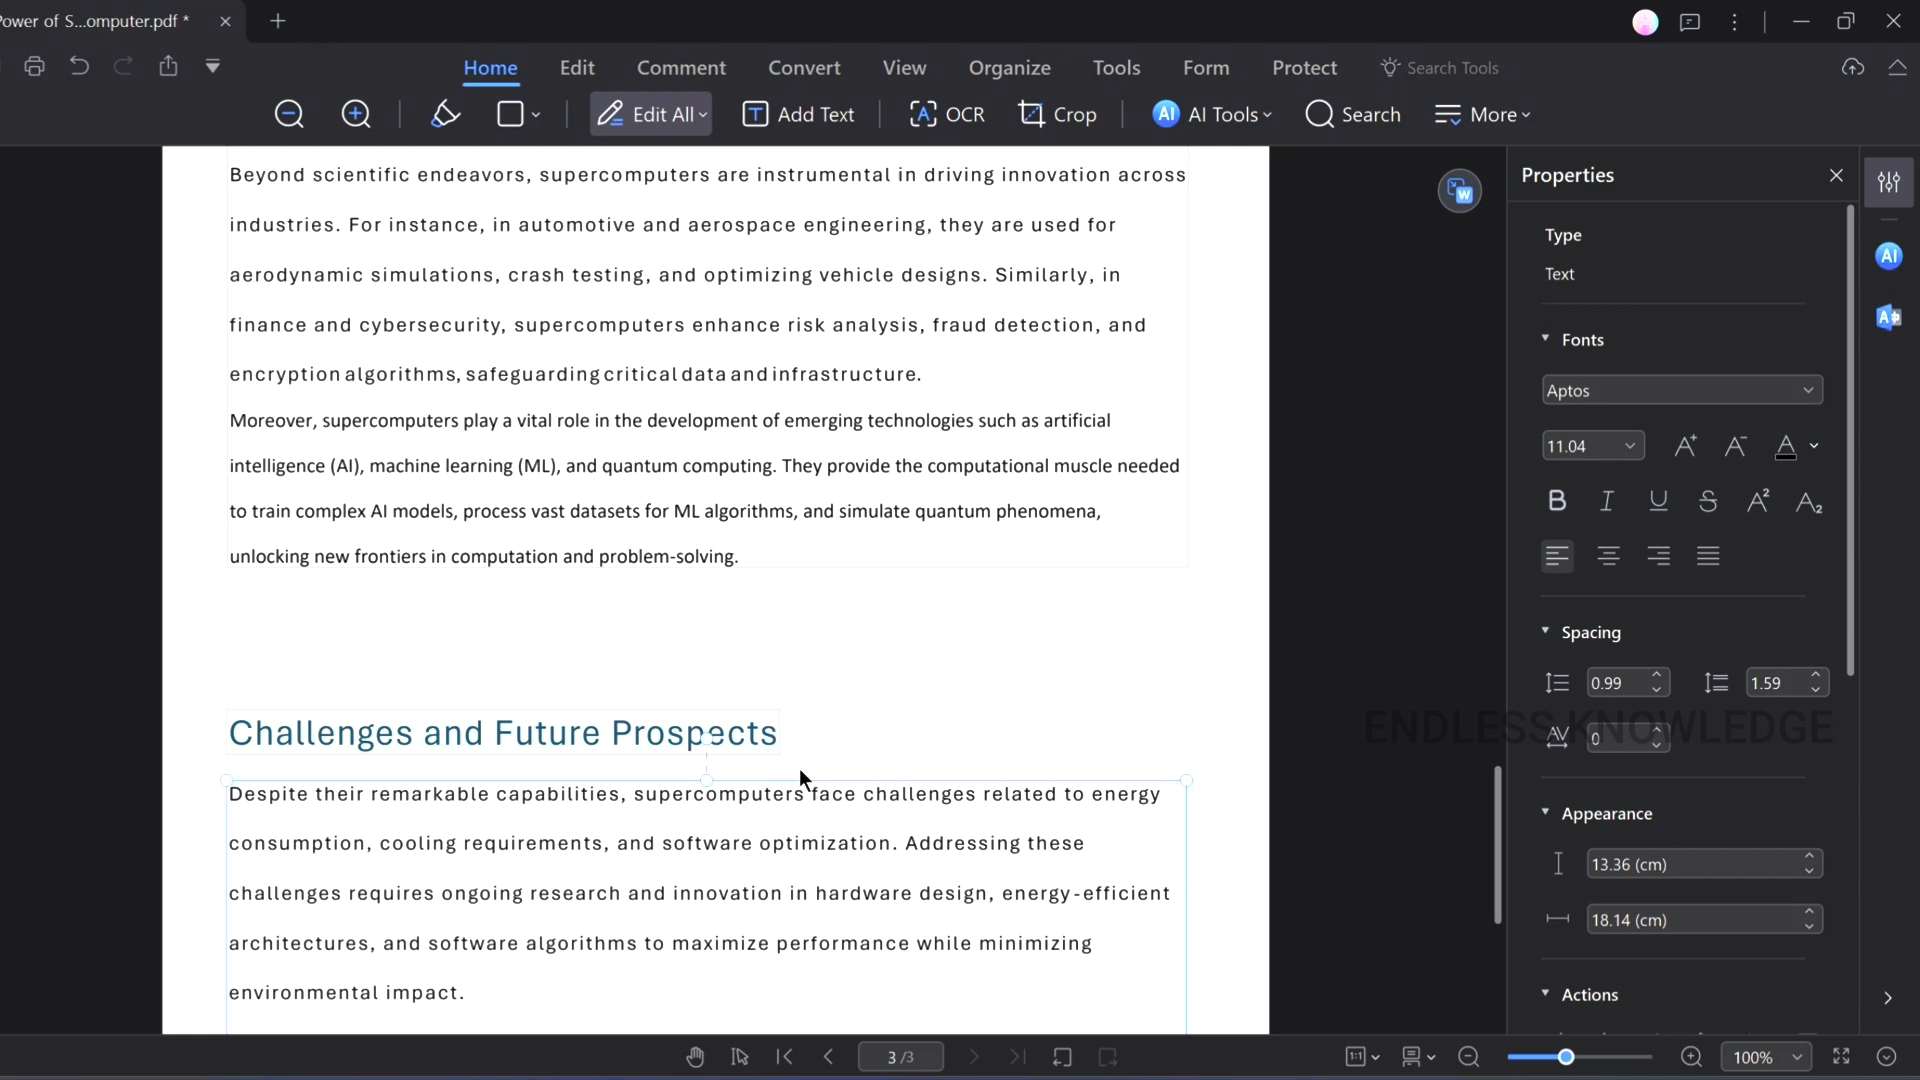 Power of S...omputer.pdf *
Home Edit Comment Convert View Organize Tools Form Protect Search Tools
Edit All Add Text OCR Crop AI AI Tools Search More
Beyond scientific endeavors, supercomputers are instrumental in driving innovation across
industries. For instance, in automotive and aerospace engineering, they are used for
aerodynamic simulations, crash testing, and optimizing vehicle designs. Similarly, in
finance and cybersecurity, supercomputers enhance risk analysis, fraud detection, and
encryption algorithms, safeguarding critical data and infrastructure.
Moreover, supercomputers play a vital role in the development of emerging technologies such as artificial
intelligence (AI), machine learning (ML), and quantum computing. They provide the computational muscle needed
to train complex AI models, process vast datasets for ML algorithms, and simulate quantum phenomena,
unlocking new frontiers in computation and problem-solving.
Challenges and Future Prospects
Despite their remarkable capabilities, supercomputers face challenges related to energy
consumption, cooling requirements, and software optimization. Addressing these
challenges requires ongoing research and innovation in hardware design, energy-efficient
architectures, and software algorithms to maximize performance while minimizing
environmental impact.
Properties
Type
Text
Fonts
Aptos
11.04
Spacing
0.99 1.59
ENDLESS KNOWLEDGE
0
Appearance
13.36 (cm)
18.14 (cm)
Actions
3 /3
1:1
100%